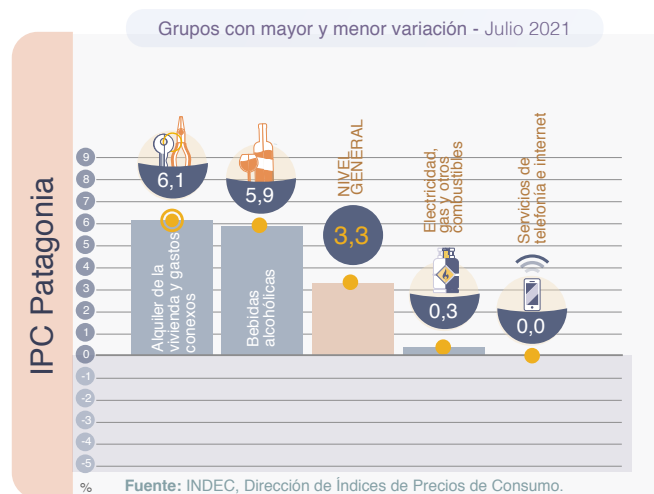 Grupos con mayor y menor variación - Julio 2021
IPC Patagonia
9
8
7
6
5
4
3
2
1
0
-1
-2
-3
-4
-5
%
6,1
Alquiler de la
vivienda y gastos
conexos
5,9
Bebidas
alcohólicas
NIVEL
GENERAL
3,3
Electricidad,
gas y otros
combustibles
0,3
Servicios de
telefonía e internet
0,0
Fuente: INDEC, Dirección de Índices de Precios de Consumo.